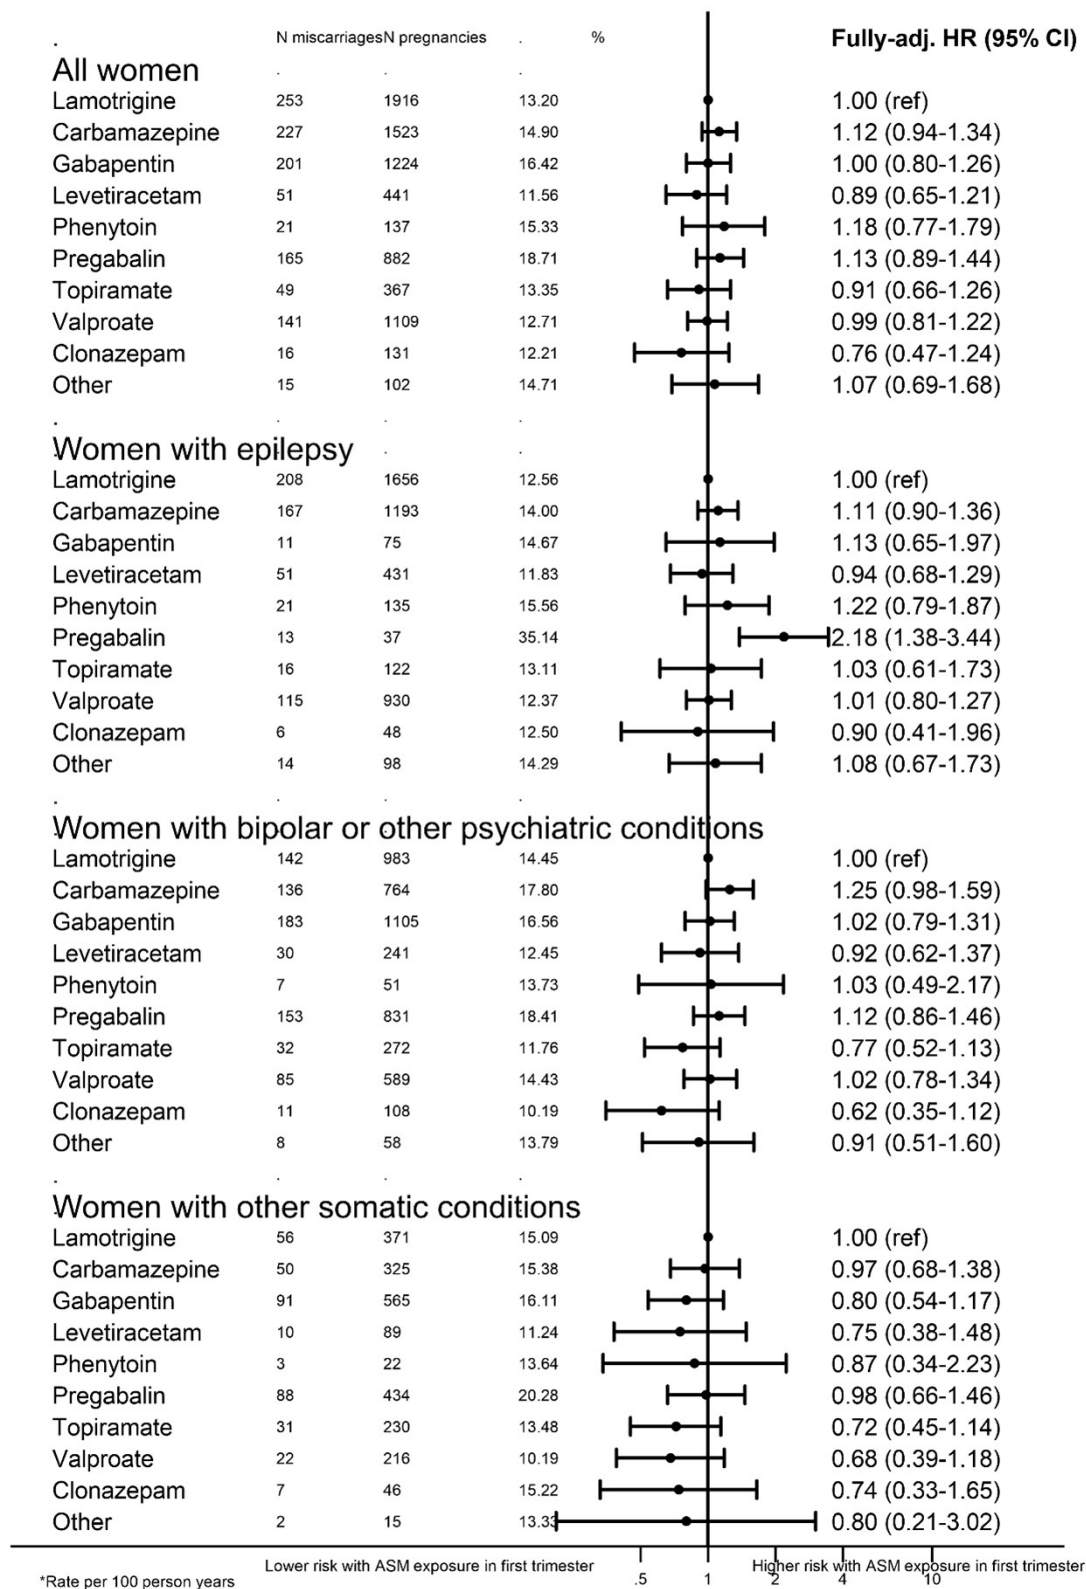 N miscarriages N pregnancies . % Fully-adj. HR (95% CI)
All women
Lamotrigine 253 1916 13.20 1.00 (ref)
Carbamazepine 227 1523 14.90 1.12 (0.94-1.34)
Gabapentin 201 1224 16.42 1.00 (0.80-1.26)
Levetiracetam 51 441 11.56 0.89 (0.65-1.21)
Phenytoin 21 137 15.33 1.18 (0.77-1.79)
Pregabalin 165 882 18.71 1.13 (0.89-1.44)
Topiramate 49 367 13.35 0.91 (0.66-1.26)
Valproate 141 1109 12.71 0.99 (0.81-1.22)
Clonazepam 16 131 12.21 0.76 (0.47-1.24)
Other 15 102 14.71 1.07 (0.69-1.68)
Women with epilepsy
Lamotrigine 208 1656 12.56 1.00 (ref)
Carbamazepine 167 1193 14.00 1.11 (0.90-1.36)
Gabapentin 11 75 14.67 1.13 (0.65-1.97)
Levetiracetam 51 431 11.83 0.94 (0.68-1.29)
Phenytoin 21 135 15.56 1.22 (0.79-1.87)
Pregabalin 13 37 35.14 2.18 (1.38-3.44)
Topiramate 16 122 13.11 1.03 (0.61-1.73)
Valproate 115 930 12.37 1.01 (0.80-1.27)
Clonazepam 6 48 12.50 0.90 (0.41-1.96)
Other 14 98 14.29 1.08 (0.67-1.73)
Women with bipolar or other psychiatric conditions
Lamotrigine 142 983 14.45 1.00 (ref)
Carbamazepine 136 764 17.80 1.25 (0.98-1.59)
Gabapentin 183 1105 16.56 1.02 (0.79-1.31)
Levetiracetam 30 241 12.45 0.92 (0.62-1.37)
Phenytoin 7 51 13.73 1.03 (0.49-2.17)
Pregabalin 153 831 18.41 1.12 (0.86-1.46)
Topiramate 32 272 11.76 0.77 (0.52-1.13)
Valproate 85 589 14.43 1.02 (0.78-1.34)
Clonazepam 11 108 10.19 0.62 (0.35-1.12)
Other 8 58 13.79 0.91 (0.51-1.60)
Women with other somatic conditions
Lamotrigine 56 371 15.09 1.00 (ref)
Carbamazepine 50 325 15.38 0.97 (0.68-1.38)
Gabapentin 91 565 16.11 0.80 (0.54-1.17)
Levetiracetam 10 89 11.24 0.75 (0.38-1.48)
Phenytoin 3 22 13.64 0.87 (0.34-2.23)
Pregabalin 88 434 20.28 0.98 (0.66-1.46)
Topiramate 31 230 13.48 0.72 (0.45-1.14)
Valproate 22 216 10.19 0.68 (0.39-1.18)
Clonazepam 7 46 15.22 0.74 (0.33-1.65)
Other 2 15 13.33 0.80 (0.21-3.02)
Lower risk with ASM exposure in first trimester Higher risk with ASM exposure in first trimester
*Rate per 100 person years .5 1 2 4 10